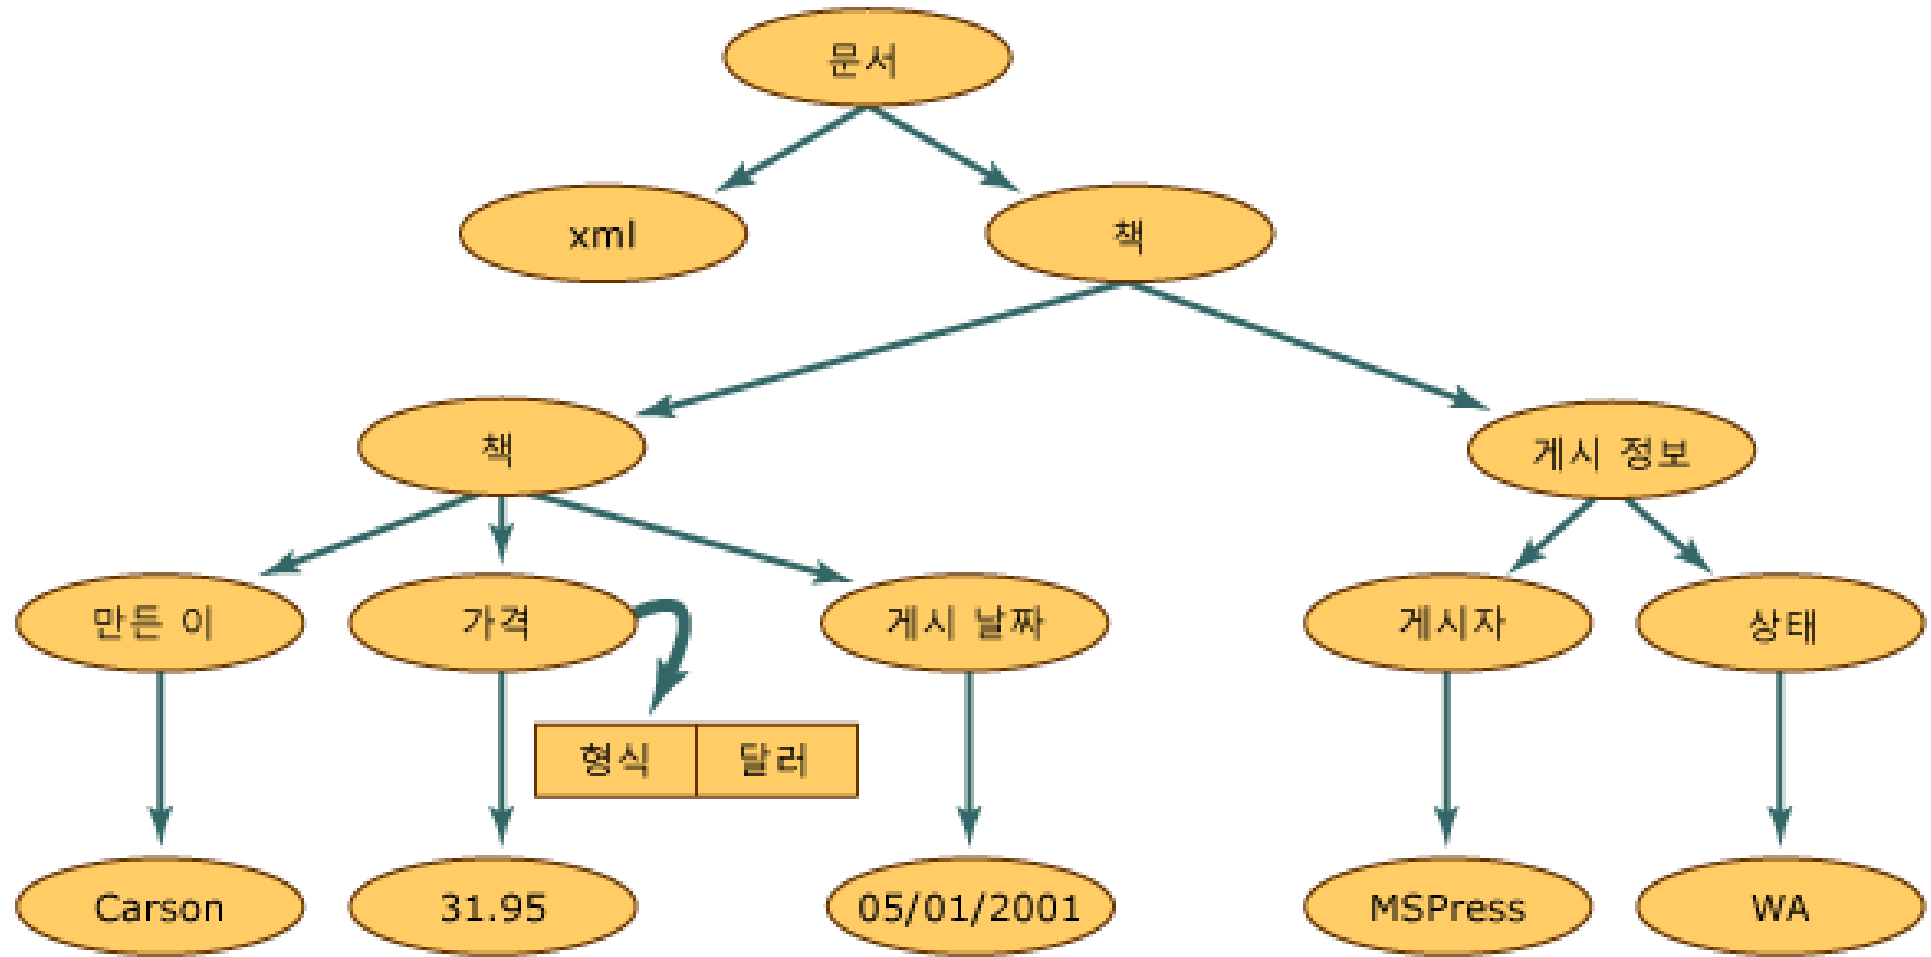 문서
xml
책
책
게시 정보
만든 이
가격
게시 날짜
게시자
상태
형식
달러
Carson
31.95
05/01/2001
MSPress
WA